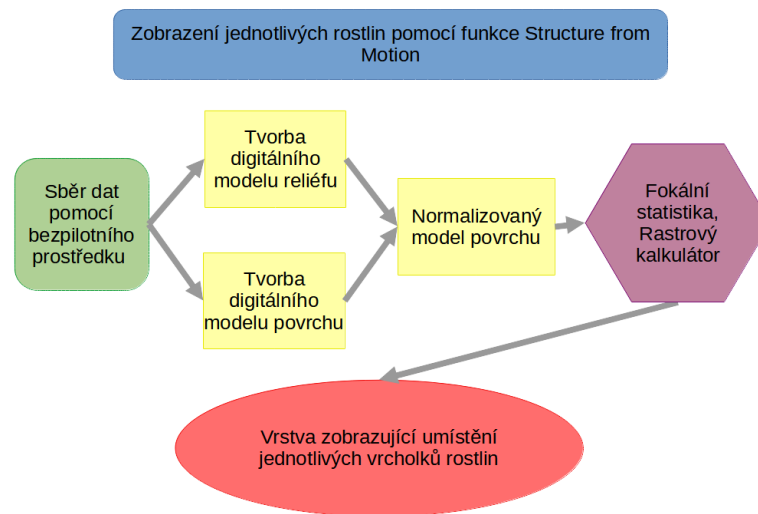 Zobrazení jednotlivých rostlin pomocí funkce Structure from
Motion
Sběr dat
pomocí
bezpilotního
prostředku
Tvorba
digitálního
modelu reliéfu
Tvorba
digitálního
modelu povrchu
Normalizovaný
model povrchu
Fokální
statistika,
Rastrový
kalkulátor
Vrstva zobrazující umístění
jednotlivých vrcholků rostlin